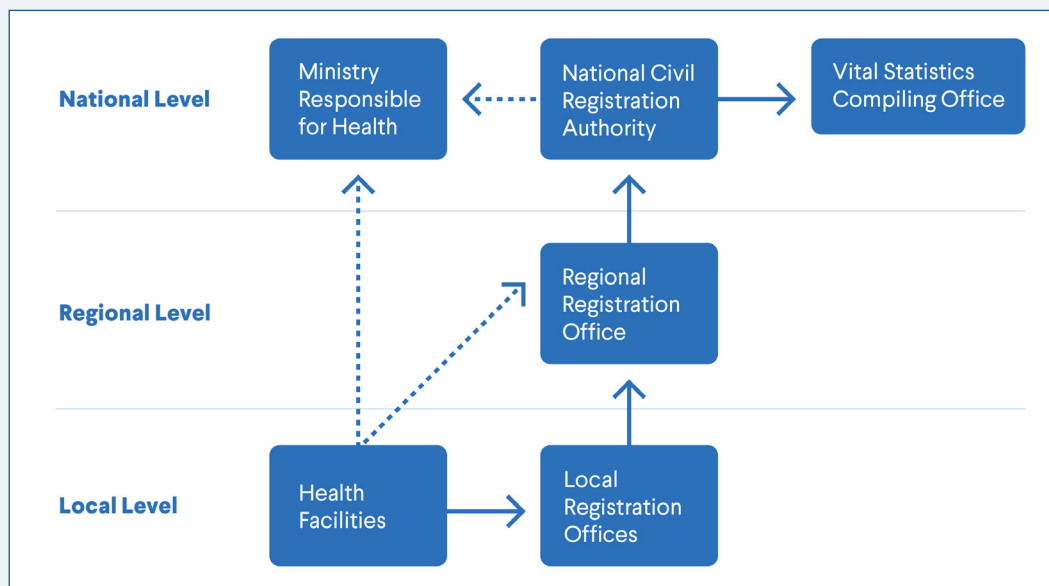 National Level
Ministry
Responsible
for Health
National Civil
Registration
Authority
Vital Statistics
Compiling Office
Regional Level
Regional
Registration
Office
Local Level
Health
Facilities
Local
Registration
Offices